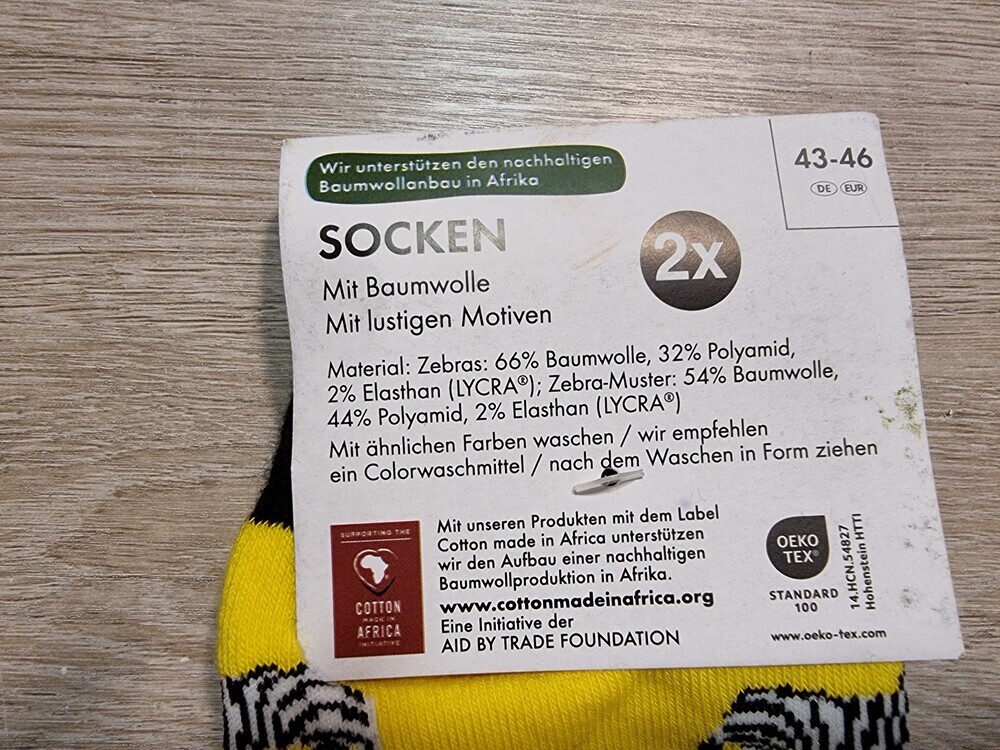 Wir unterstützen den nachhaltigen
Baumwollanbau in Afrika
43-46
DE EUR
SOCKEN
2x
Mit Baumwolle
Mit lustigen Motiven
Material: Zebras: 66% Baumwolle, 32% Polyamid,
2% Elasthan (LYCRA®); Zebra-Muster: 54% Baumwolle,
44% Polyamid, 2% Elasthan (LYCRA®)
Mit ähnlichen Farben waschen / wir empfehlen
ein Colorwaschmittel / nach dem Waschen in Form ziehen
SUPPORTING THE
COTTON
MADE IN
AFRICA
INITIATIVE
Mit unseren Produkten mit dem Label
Cotton made in Africa unterstützen
wir den Aufbau einer nachhaltigen
Baumwollproduktion in Afrika.
www.cottonmadeinafrica.org
Eine Initiative der
AID BY TRADE FOUNDATION
OEKO
TEX®
STANDARD
100
14.HCN.54827
Hohenstein HTTI
www.oeko-tex.com